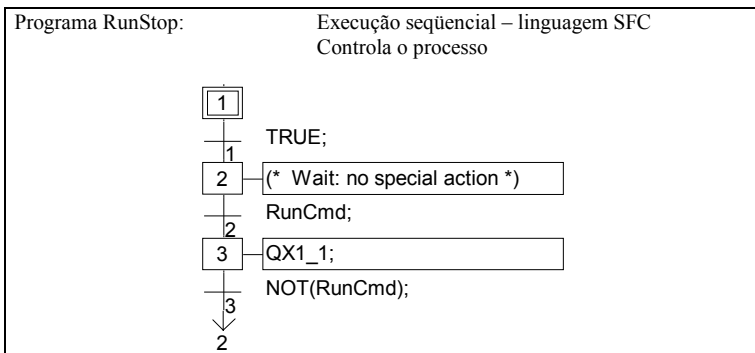 Programa RunStop: Execução seqüencial – linguagem SFC
Controla o processo
1
TRUE;
1
2 (* Wait: no special action *)
RunCmd;
2
3 QX1_1;
NOT(RunCmd);
3
2